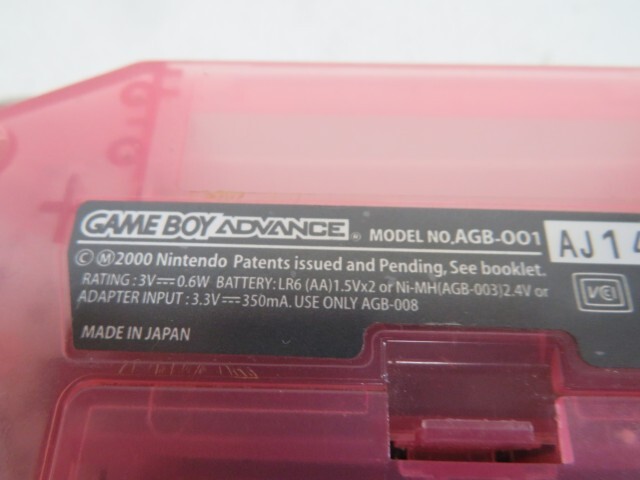 GAME BOY ADVANCE® MODEL NO.AGB-001
AJ14
©Ⓜ2000 Nintendo Patents issued and Pending, See booklet.
RATING : 3V⎓0.6W BATTERY: LR6 (AA)1.5Vx2 or Ni-MH(AGB-003)2.4V or
ADAPTER INPUT : 3.3V⎓350mA. USE ONLY AGB-008
VCI
MADE IN JAPAN